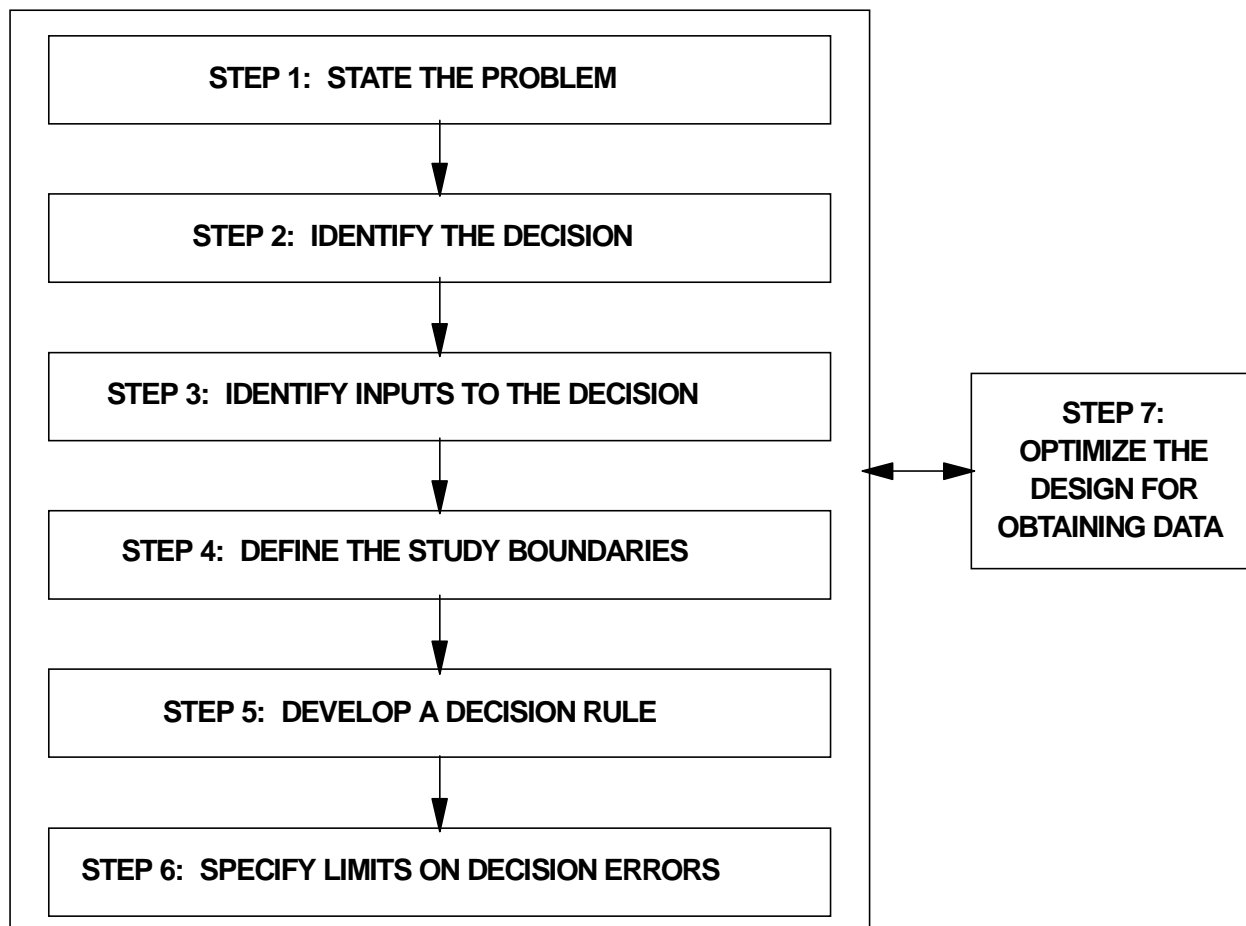 STEP 1: STATE THE PROBLEM
STEP 2: IDENTIFY THE DECISION
STEP 3: IDENTIFY INPUTS TO THE DECISION
STEP 4: DEFINE THE STUDY BOUNDARIES
STEP 5: DEVELOP A DECISION RULE
STEP 6: SPECIFY LIMITS ON DECISION ERRORS
STEP 7:
OPTIMIZE THE
DESIGN FOR
OBTAINING DATA